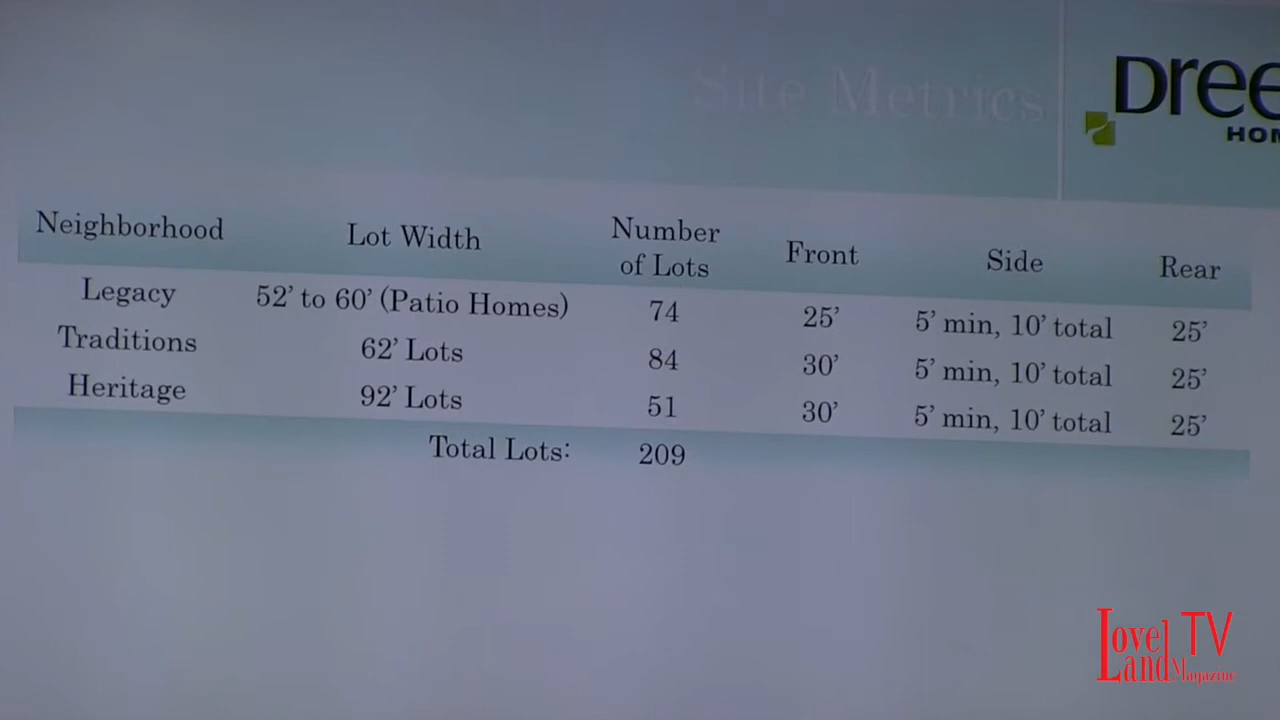 Site Metrics
Dree
HOM
Neighborhood Lot Width Number of Lots Front Side Rear
Legacy 52’ to 60’ (Patio Homes) 74 25’ 5’ min, 10’ total 25’
Traditions 62’ Lots 84 30’ 5’ min, 10’ total 25’
Heritage 92’ Lots 51 30’ 5’ min, 10’ total 25’
Total Lots: 209
LoveLand Magazine TV